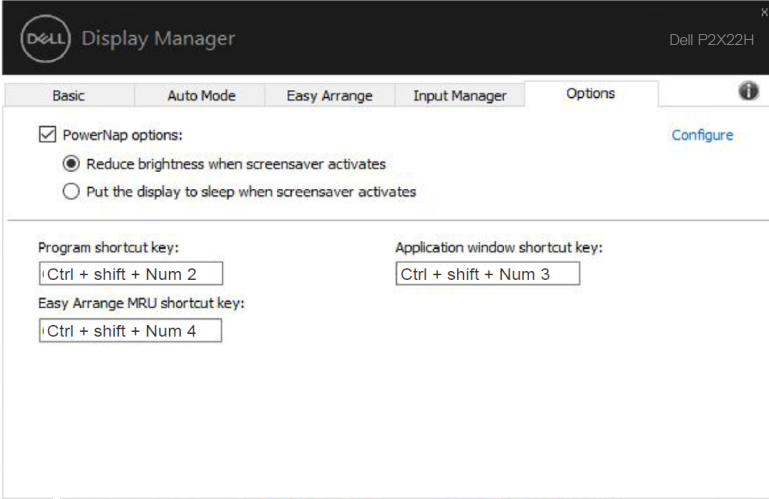 x
DELL Display Manager
Dell P2X22H
Basic Auto Mode Easy Arrange Input Manager Options
PowerNap options: Configure
Reduce brightness when screensaver activates
Put the display to sleep when screensaver activates
Program shortcut key: Application window shortcut key:
Ctrl + shift + Num 2 Ctrl + shift + Num 3
Easy Arrange MRU shortcut key:
Ctrl + shift + Num 4